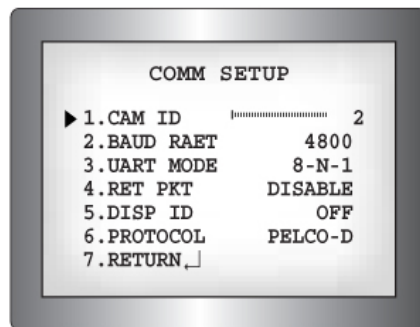 COMM SETUP
1.CAM ID 2
2.BAUD RAET 4800
3.UART MODE 8-N-1
4.RET PKT DISABLE
5.DISP ID OFF
6.PROTOCOL PELCO-D
7.RETURN